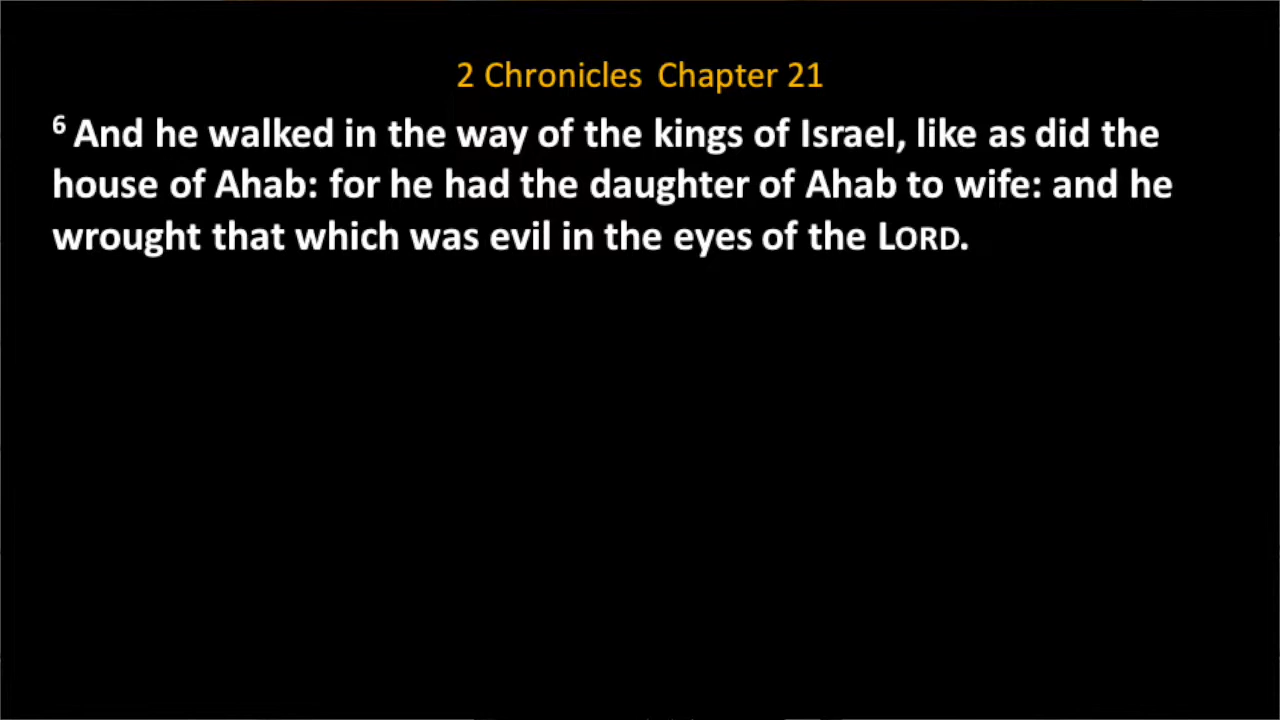 2 Chronicles  Chapter 21
6 And he walked in the way of the kings of Israel, like as did the
house of Ahab: for he had the daughter of Ahab to wife: and he
wrought that which was evil in the eyes of the LORD.